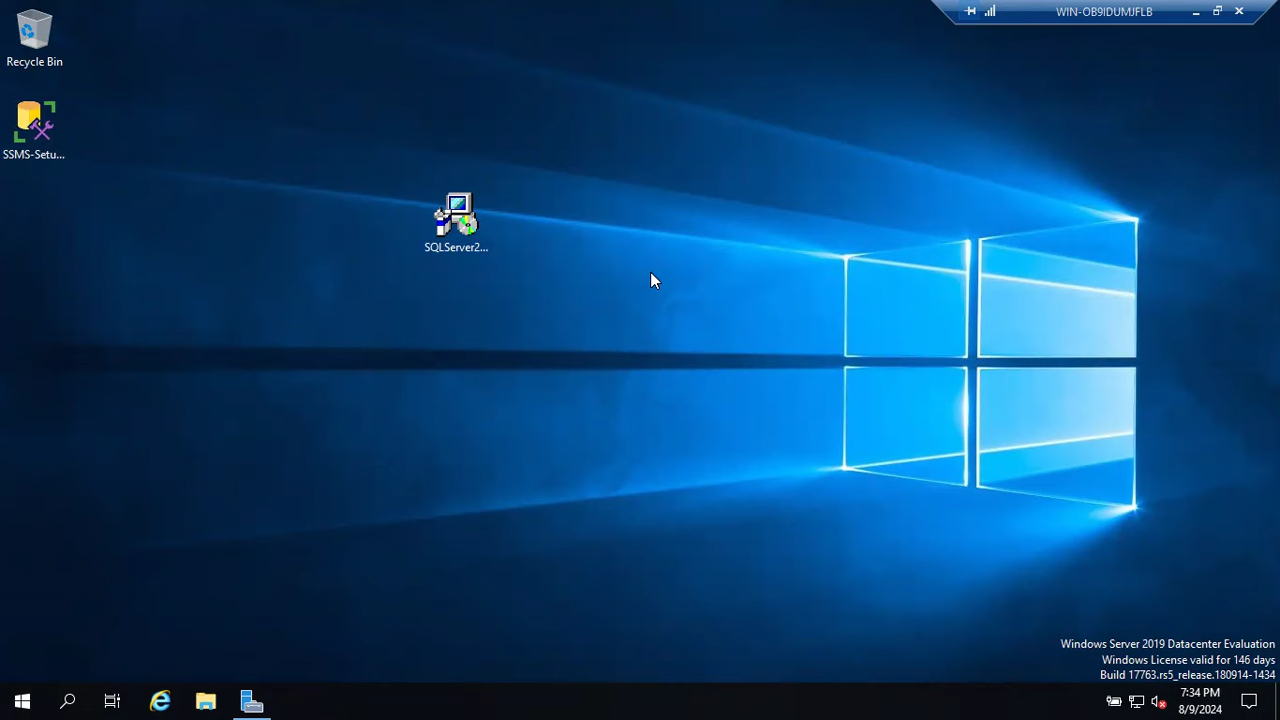 WIN-OB9IDUMJFLB
Recycle Bin
SSMS-Setu...
SQLServer2...
Windows Server 2019 Datacenter Evaluation
Windows License valid for 146 days
Build 17763.rs5_release.180914-1434
7:34 PM
8/9/2024